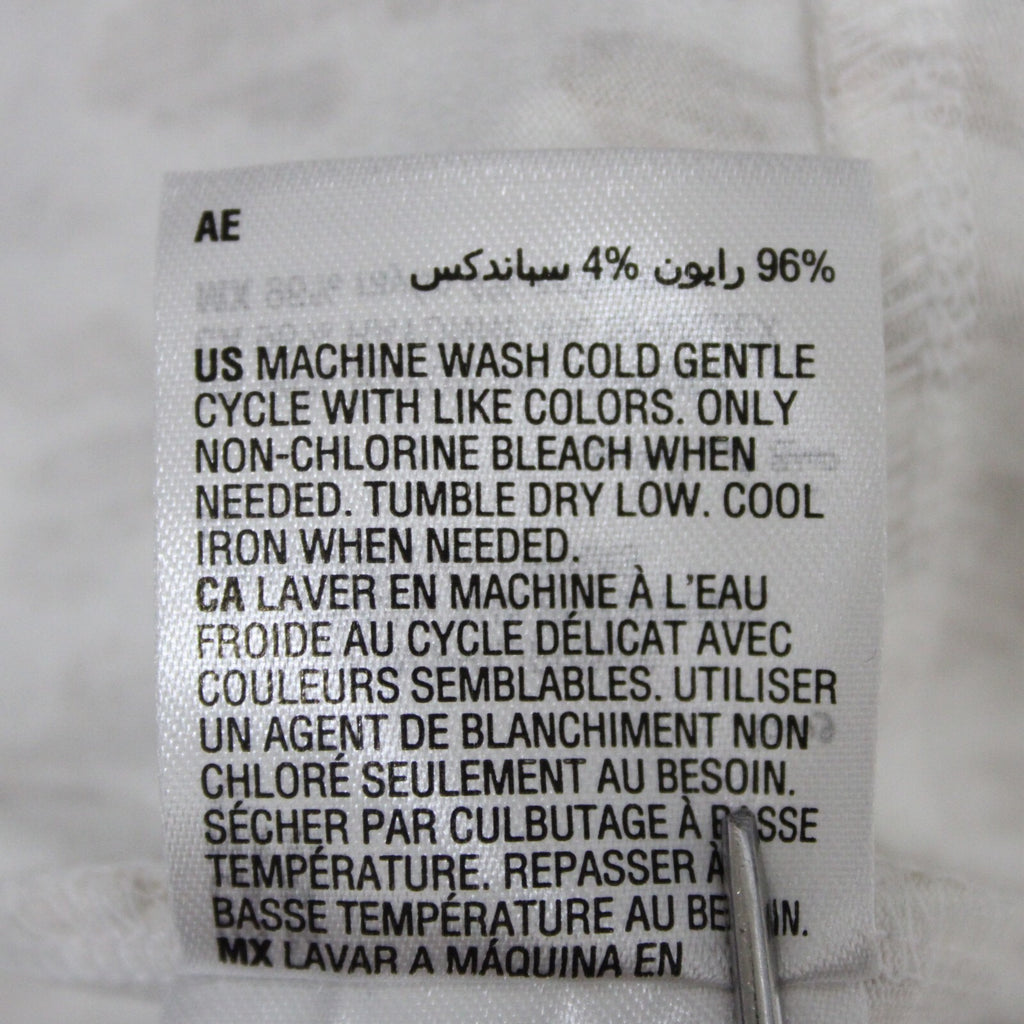 AE
96% رايون 4% سباندكس
US MACHINE WASH COLD GENTLE
CYCLE WITH LIKE COLORS. ONLY
NON-CHLORINE BLEACH WHEN
NEEDED. TUMBLE DRY LOW. COOL
IRON WHEN NEEDED.
CA LAVER EN MACHINE À L'EAU
FROIDE AU CYCLE DÉLICAT AVEC
COULEURS SEMBLABLES. UTILISER
UN AGENT DE BLANCHIMENT NON
CHLORÉ SEULEMENT AU BESOIN.
SÉCHER PAR CULBUTAGE À BASSE
TEMPÉRATURE. REPASSER À
BASSE TEMPÉRATURE AU BESOIN.
MX LAVAR A MÁQUINA EN